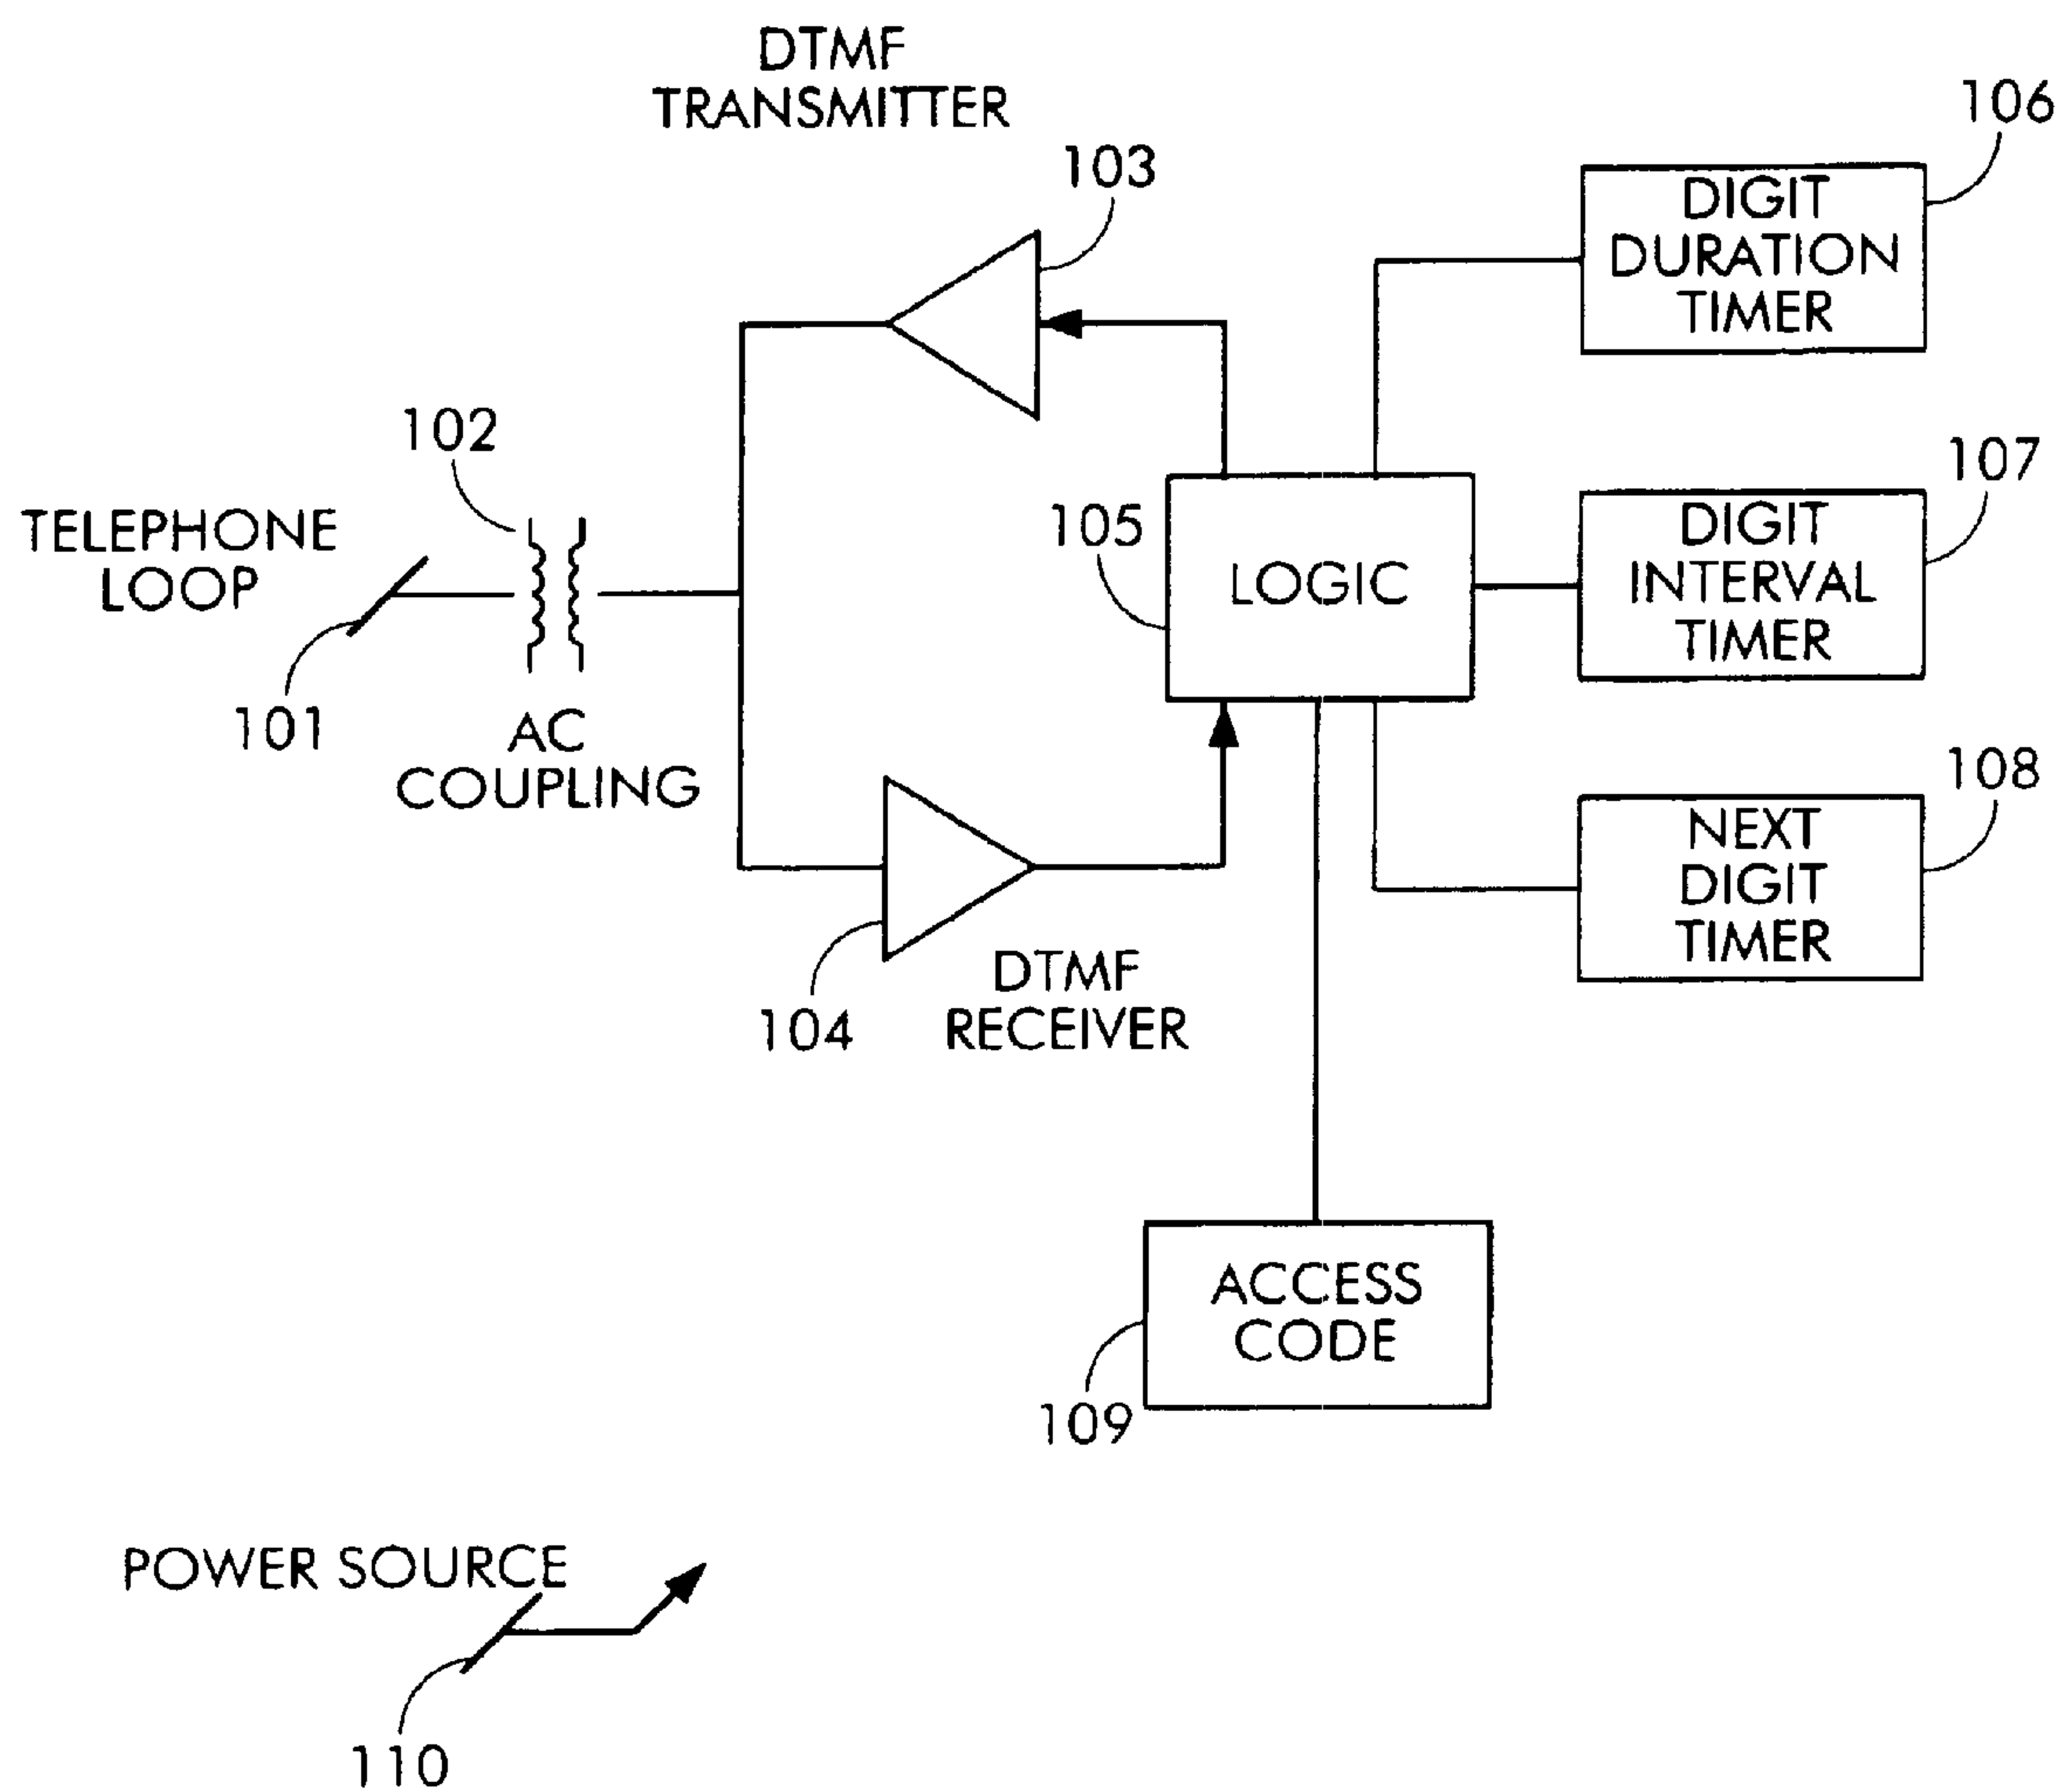 DTMF
TRANSMITTER
103
106
DIGIT
DURATION
TIMER
102
TELEPHONE
LOOP
101
AC
COUPLING
105
LOGIC
107
DIGIT
INTERVAL
TIMER
108
NEXT
DIGIT
TIMER
104
DTMF
RECEIVER
ACCESS
CODE
109
POWER SOURCE
110